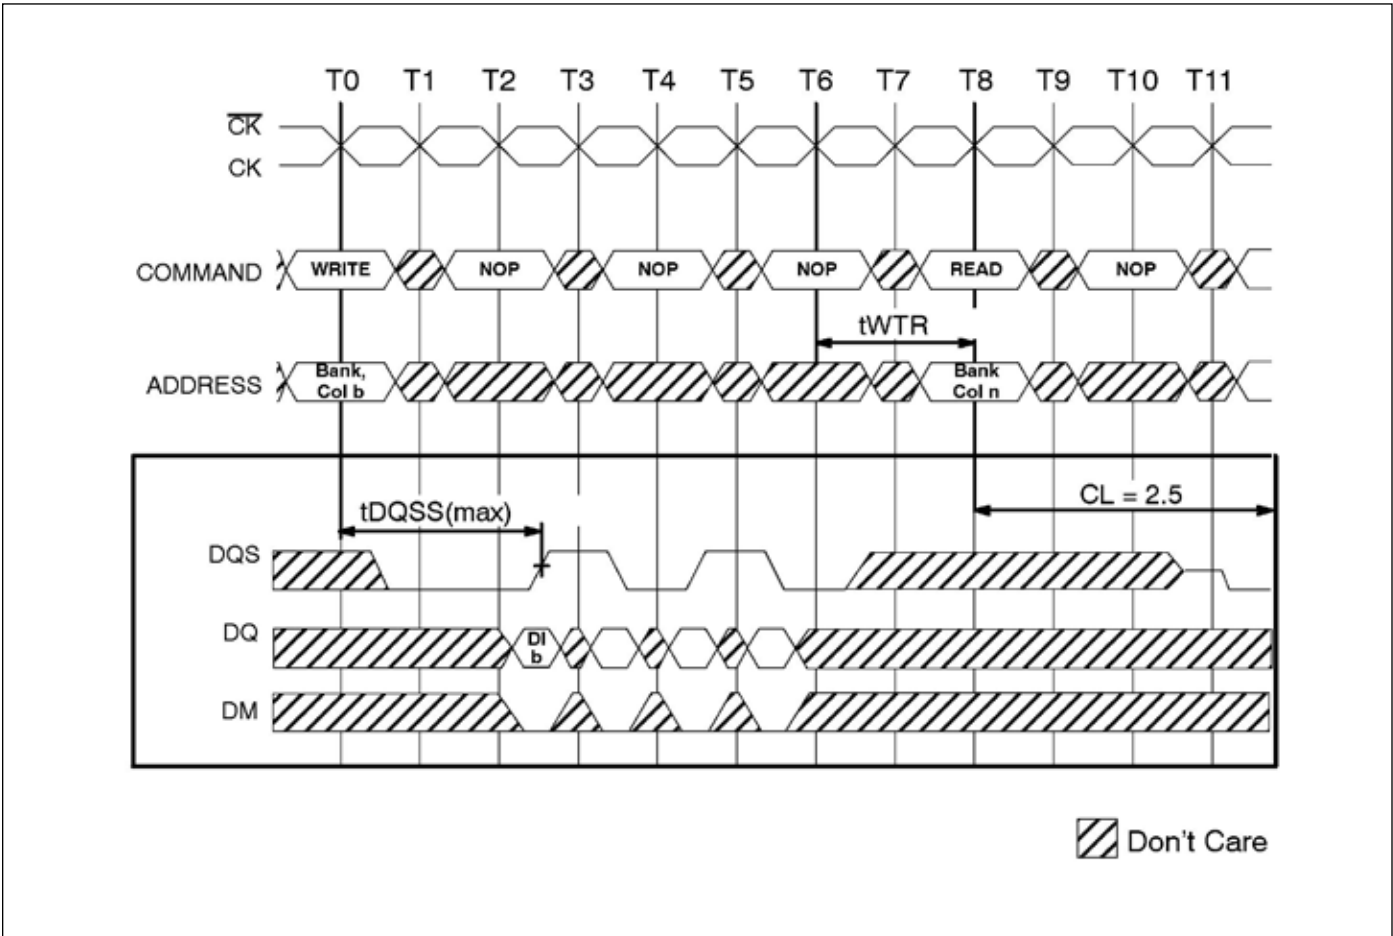 T0 T1 T2 T3 T4 T5 T6 T7 T8 T9 T10 T11
CK
CK
COMMAND WRITE NOP NOP NOP READ NOP
tWTR
ADDRESS Bank, Col b Bank Col n
CL = 2.5
tDQSS(max)
DQS
DQ DI b
DM
Don't Care